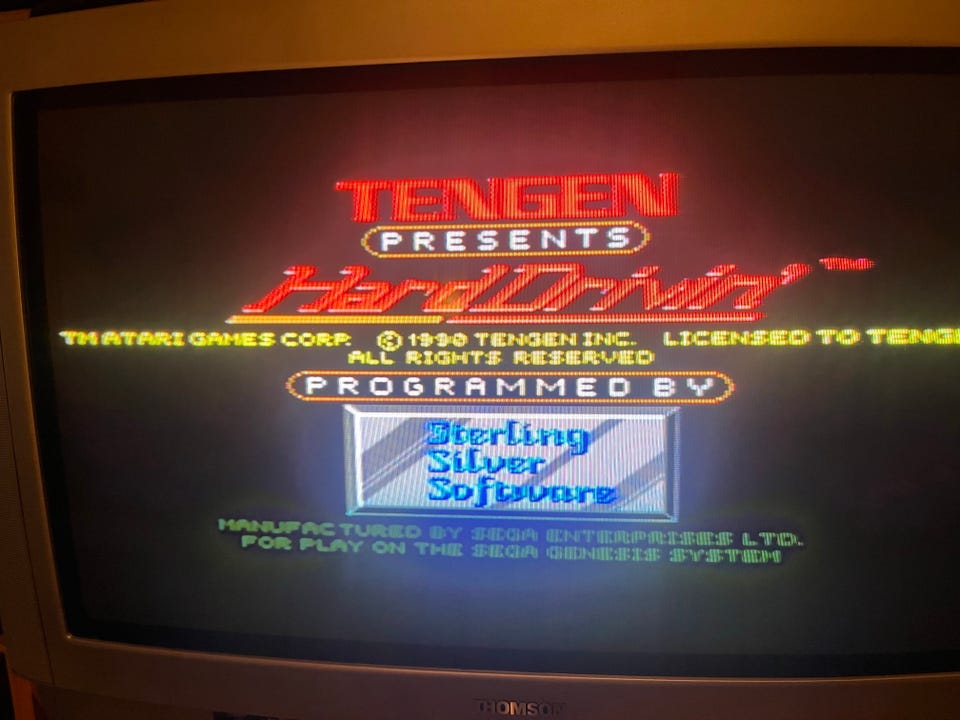 TENGEN
PRESENTS
Hard Drivin'™
TM ATARI GAMES CORP. © 1990 TENGEN INC. LICENSED TO
ALL RIGHTS RESERVED
PROGRAMMED BY
Sterling
Silver
Software
MANUFACTURED BY SEGA ENTERPRISES LTD.
FOR PLAY ON THE SEGA GENESIS SYSTEM
THOMSON